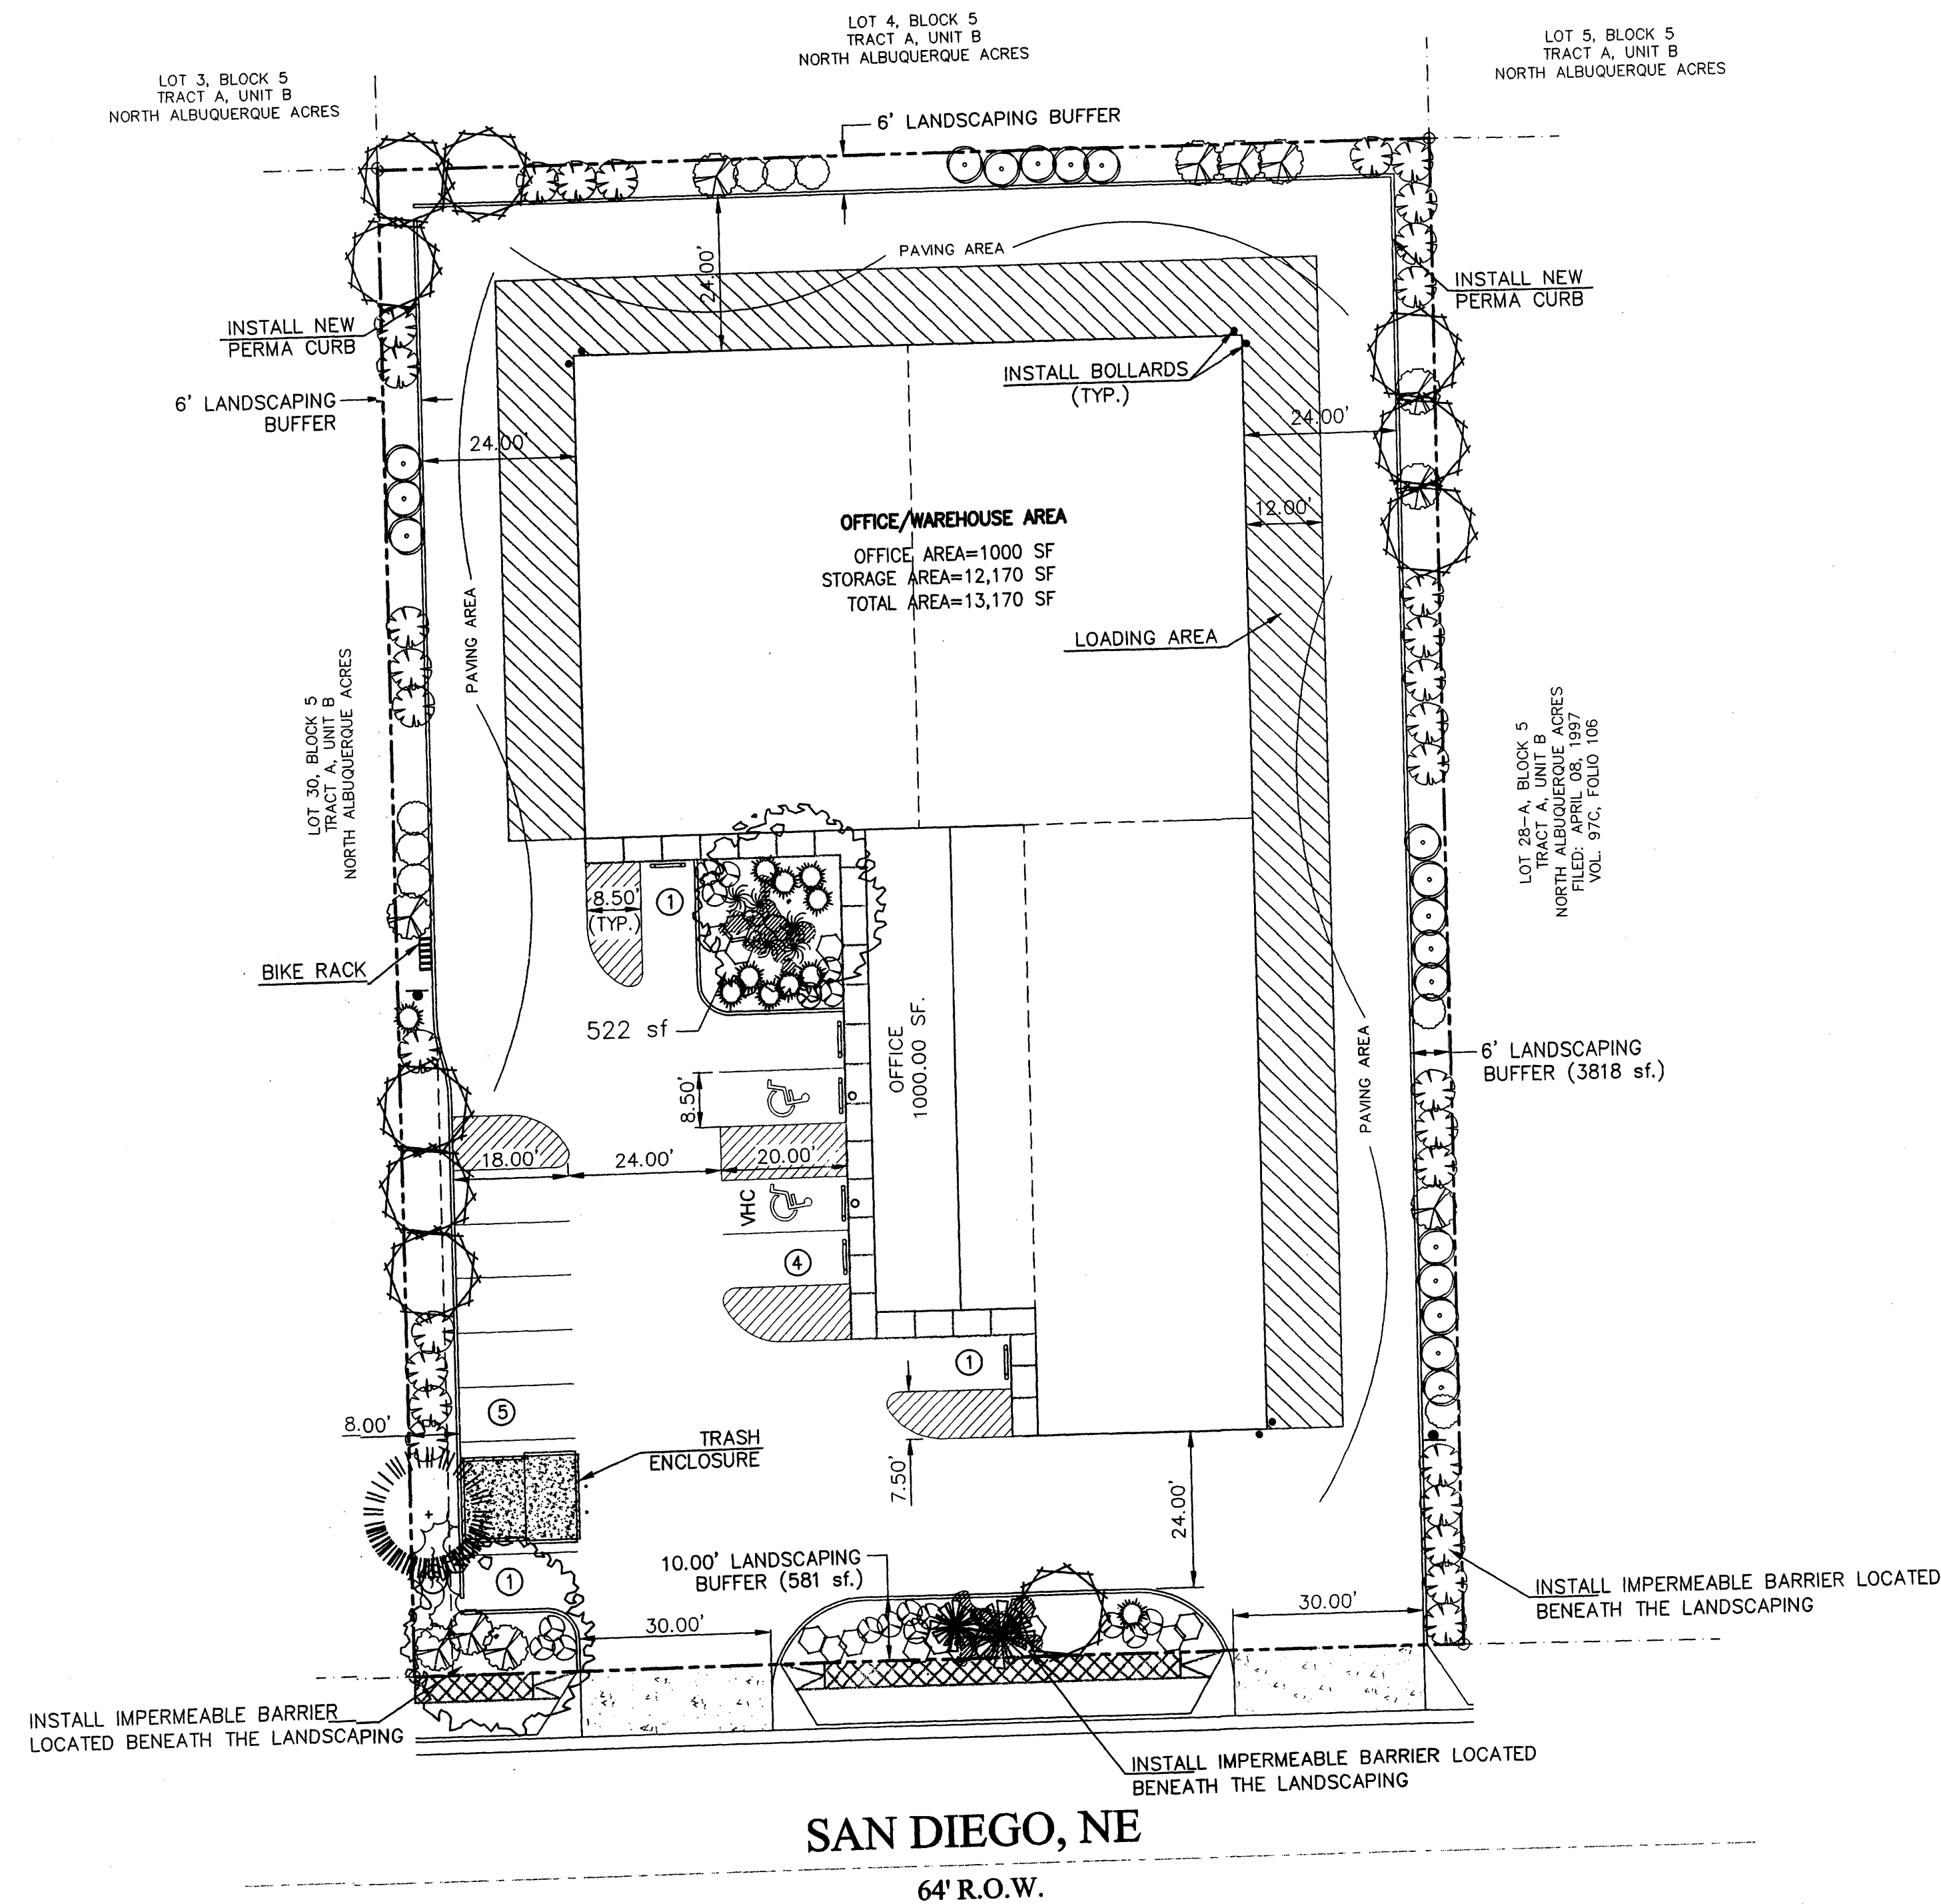 LOT 4, BLOCK 5
TRACT A, UNIT B
NORTH ALBUQUERQUE ACRES
LOT 5, BLOCK 5
TRACT A, UNIT B
NORTH ALBUQUERQUE ACRES
LOT 3, BLOCK 5
TRACT A, UNIT B
NORTH ALBUQUERQUE ACRES
6' LANDSCAPING BUFFER
PAVING AREA
24.00'
INSTALL NEW
PERMA CURB
INSTALL NEW
PERMA CURB
INSTALL BOLLARDS
(TYP.)
6' LANDSCAPING
BUFFER
24.00'
24.00'
12.00'
OFFICE/WAREHOUSE AREA
OFFICE AREA=1000 SF
STORAGE AREA=12,170 SF
TOTAL AREA=13,170 SF
LOADING AREA
PAVING AREA
LOT 30, BLOCK 5
TRACT A, UNIT B
NORTH ALBUQUERQUE ACRES
LOT 28-A, BLOCK 5
TRACT A, UNIT B
NORTH ALBUQUERQUE ACRES
FILED: APRIL 08, 1997
VOL. 97C, FOLIO 106
8.50'
(TYP.)
1
BIKE RACK
522 sf
OFFICE
1000.00 SF.
PAVING AREA
6' LANDSCAPING
BUFFER (3818 sf.)
8.50'
18.00'
24.00'
20.00'
VHC
4
1
5
8.00'
TRASH
ENCLOSURE
7.50'
24.00'
10.00' LANDSCAPING
BUFFER (581 sf.)
1
INSTALL IMPERMEABLE BARRIER LOCATED
BENEATH THE LANDSCAPING
30.00'
30.00'
INSTALL IMPERMEABLE BARRIER
LOCATED BENEATH THE LANDSCAPING
INSTALL IMPERMEABLE BARRIER LOCATED
BENEATH THE LANDSCAPING
SAN DIEGO, NE
64' R.O.W.